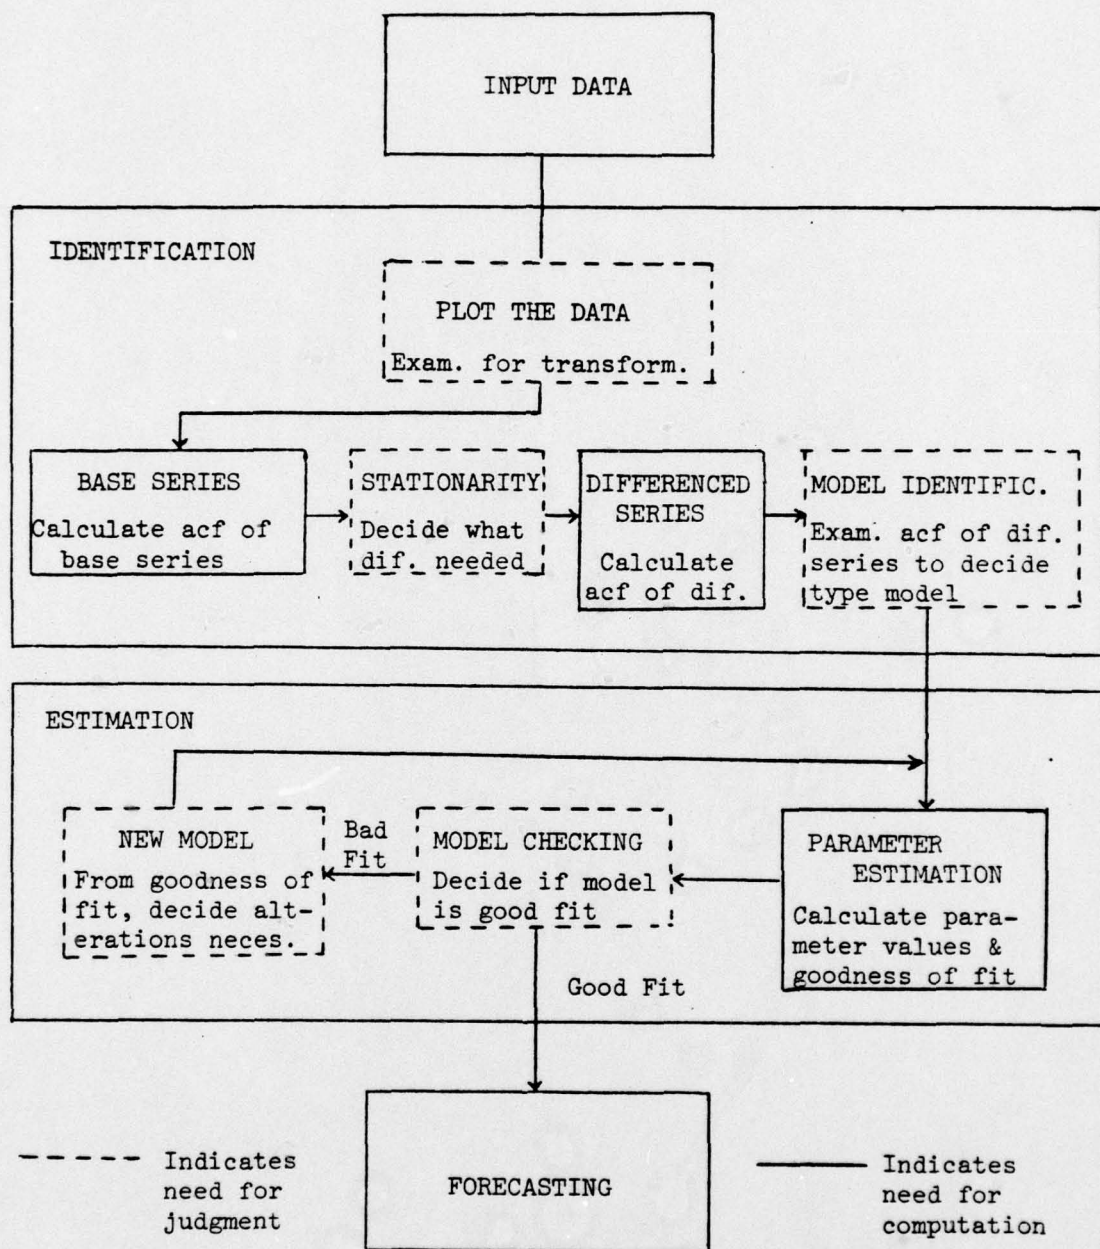 INPUT DATA
IDENTIFICATION
PLOT THE DATA
Exam. for transform.
BASE SERIES
Calculate acf of
base series
STATIONARITY
Decide what
dif. needed
DIFFERENCED
SERIES
Calculate
acf of dif.
MODEL IDENTIFIC.
Exam. acf of dif.
series to decide
type model
ESTIMATION
NEW MODEL
From goodness of
fit, decide alt-
erations neces.
Bad
Fit
MODEL CHECKING
Decide if model
is good fit
PARAMETER
ESTIMATION
Calculate para-
meter values &
goodness of fit
Good Fit
FORECASTING
Indicates
need for
judgment
Indicates
need for
computation